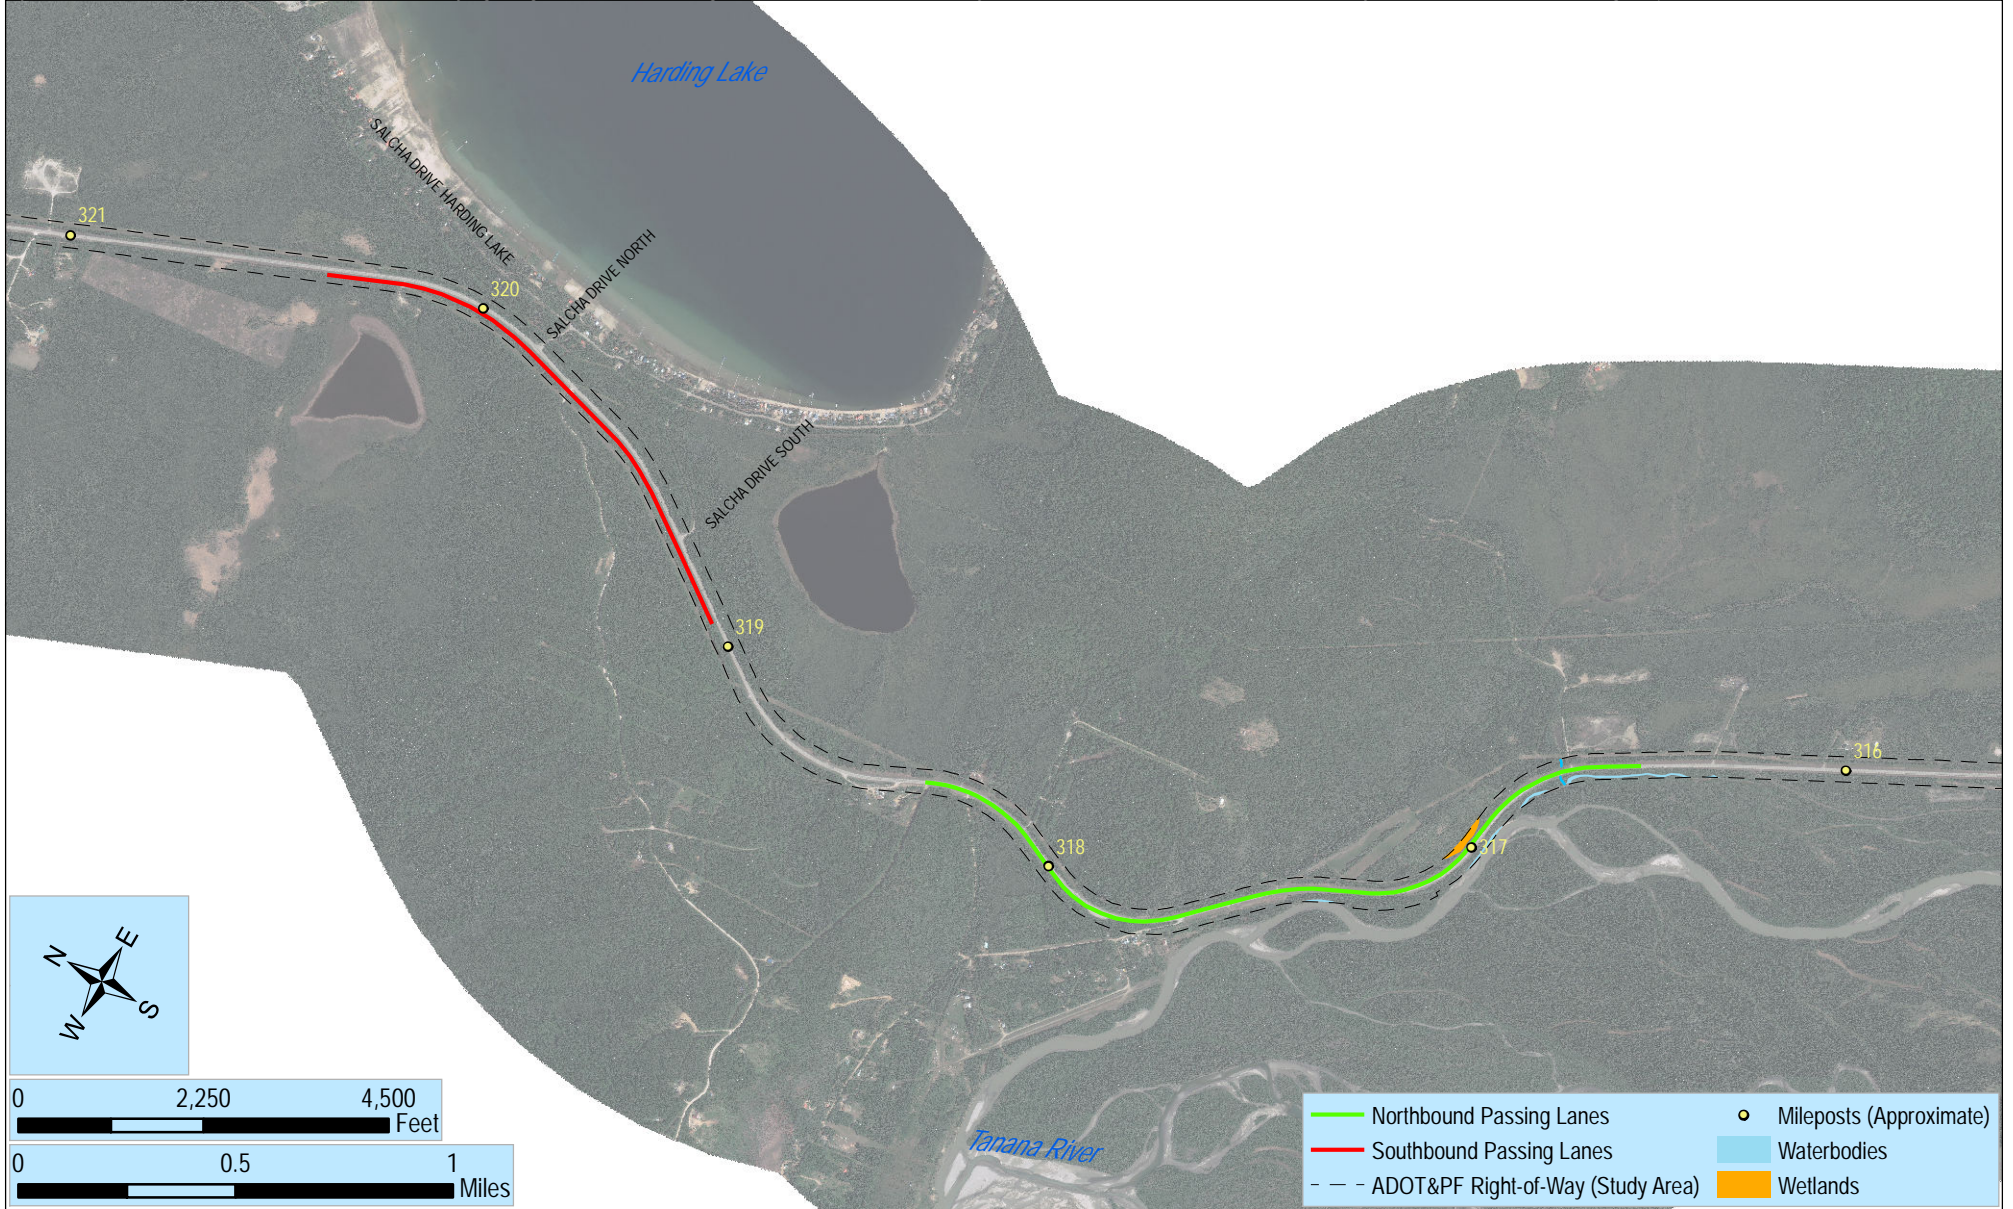 Harding Lake
SALCHA DRIVE HARDING LAKE
321
SALCHA DRIVE NORTH
320
SALCHA DRIVE SOUTH
319
316
318
317
N
E
S
W
0 2,250 4,500
Feet
0 0.5 1
Miles
Tanana River
Northbound Passing Lanes
Southbound Passing Lanes
ADOT&PF Right-of-Way (Study Area)
Mileposts (Approximate)
Waterbodies
Wetlands